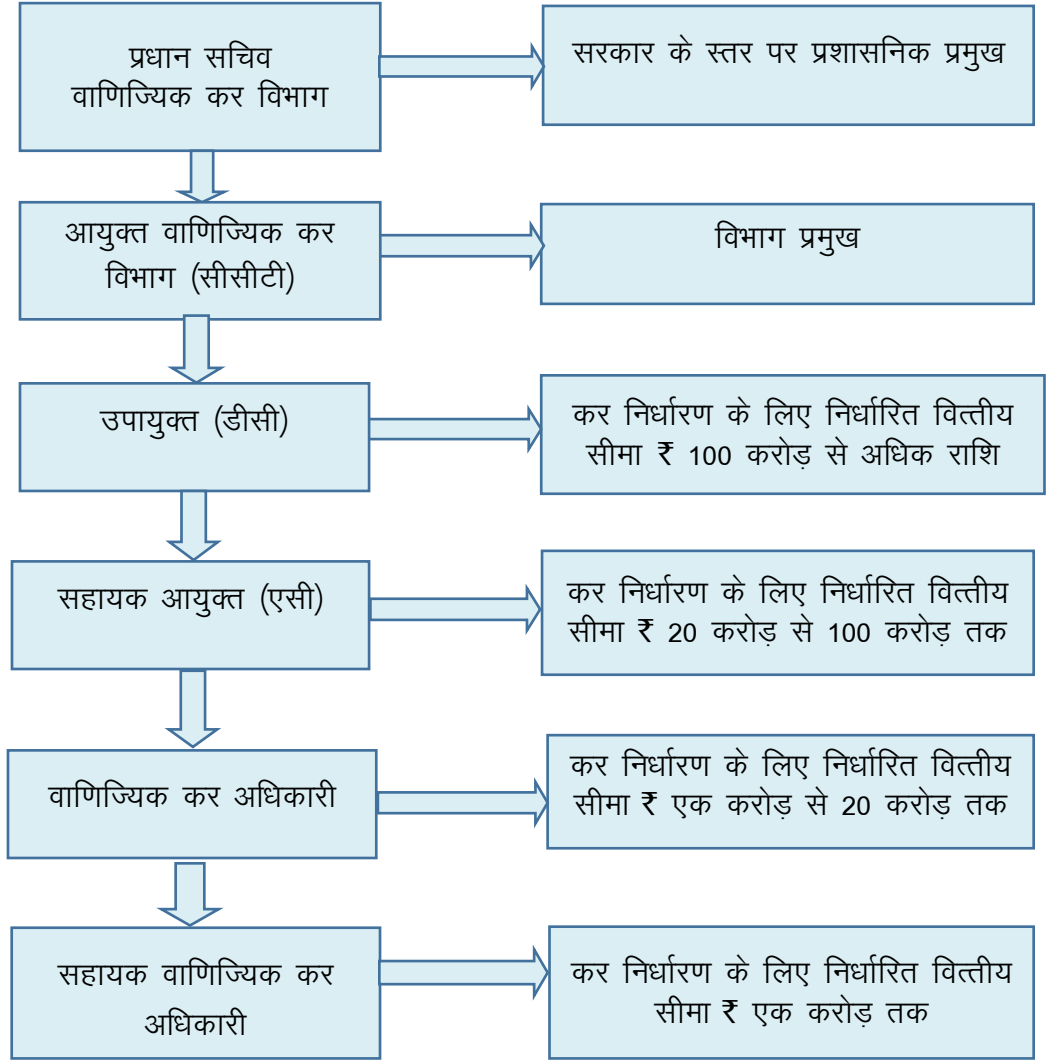 प्रधान सचिव
वाणिज्यिक कर विभाग
सरकार के स्तर पर प्रशासनिक प्रमुख
आयुक्त वाणिज्यिक कर
विभाग (सीसीटी)
विभाग प्रमुख
उपायुक्त (डीसी)
कर निर्धारण के लिए निर्धारित वित्तीय
सीमा ₹ 100 करोड़ से अधिक राशि
सहायक आयुक्त (एसी)
कर निर्धारण के लिए निर्धारित वित्तीय
सीमा ₹ 20 करोड़ से 100 करोड़ तक
वाणिज्यिक कर अधिकारी
कर निर्धारण के लिए निर्धारित वित्तीय
सीमा ₹ एक करोड़ से 20 करोड़ तक
सहायक वाणिज्यिक कर
अधिकारी
कर निर्धारण के लिए निर्धारित वित्तीय
सीमा ₹ एक करोड़ तक